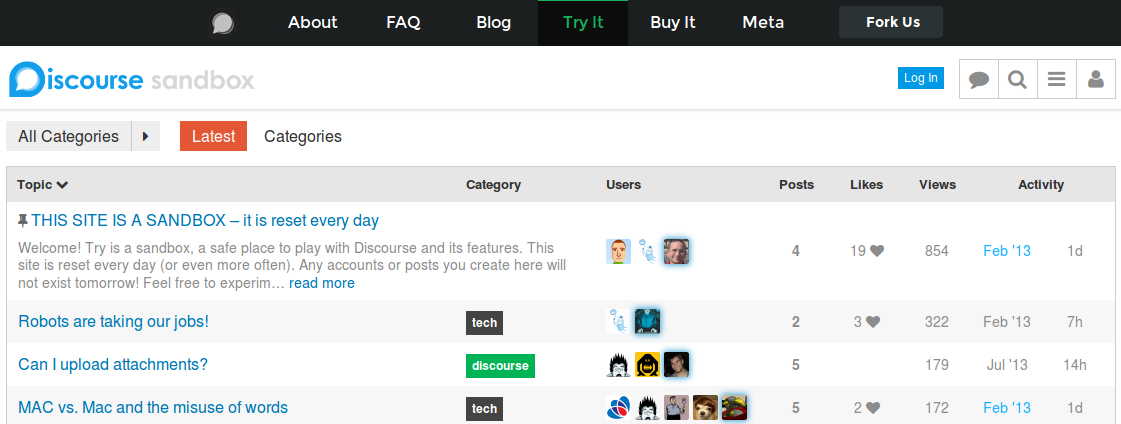 About FAQ Blog Try It Buy It Meta Fork Us
Discourse sandbox Log In
All Categories Latest Categories
Topic Category Users Posts Likes Views Activity
THIS SITE IS A SANDBOX – it is reset every day
Welcome! Try is a sandbox, a safe place to play with Discourse and its features. This
site is reset every day (or even more often). Any accounts or posts you create here will
not exist tomorrow! Feel free to experim… read more
4 19 854 Feb '13 1d
Robots are taking our jobs! tech 2 3 322 Feb '13 7h
Can I upload attachments? discourse 5 179 Jul '13 14h
MAC vs. Mac and the misuse of words tech 5 2 172 Feb '13 1d